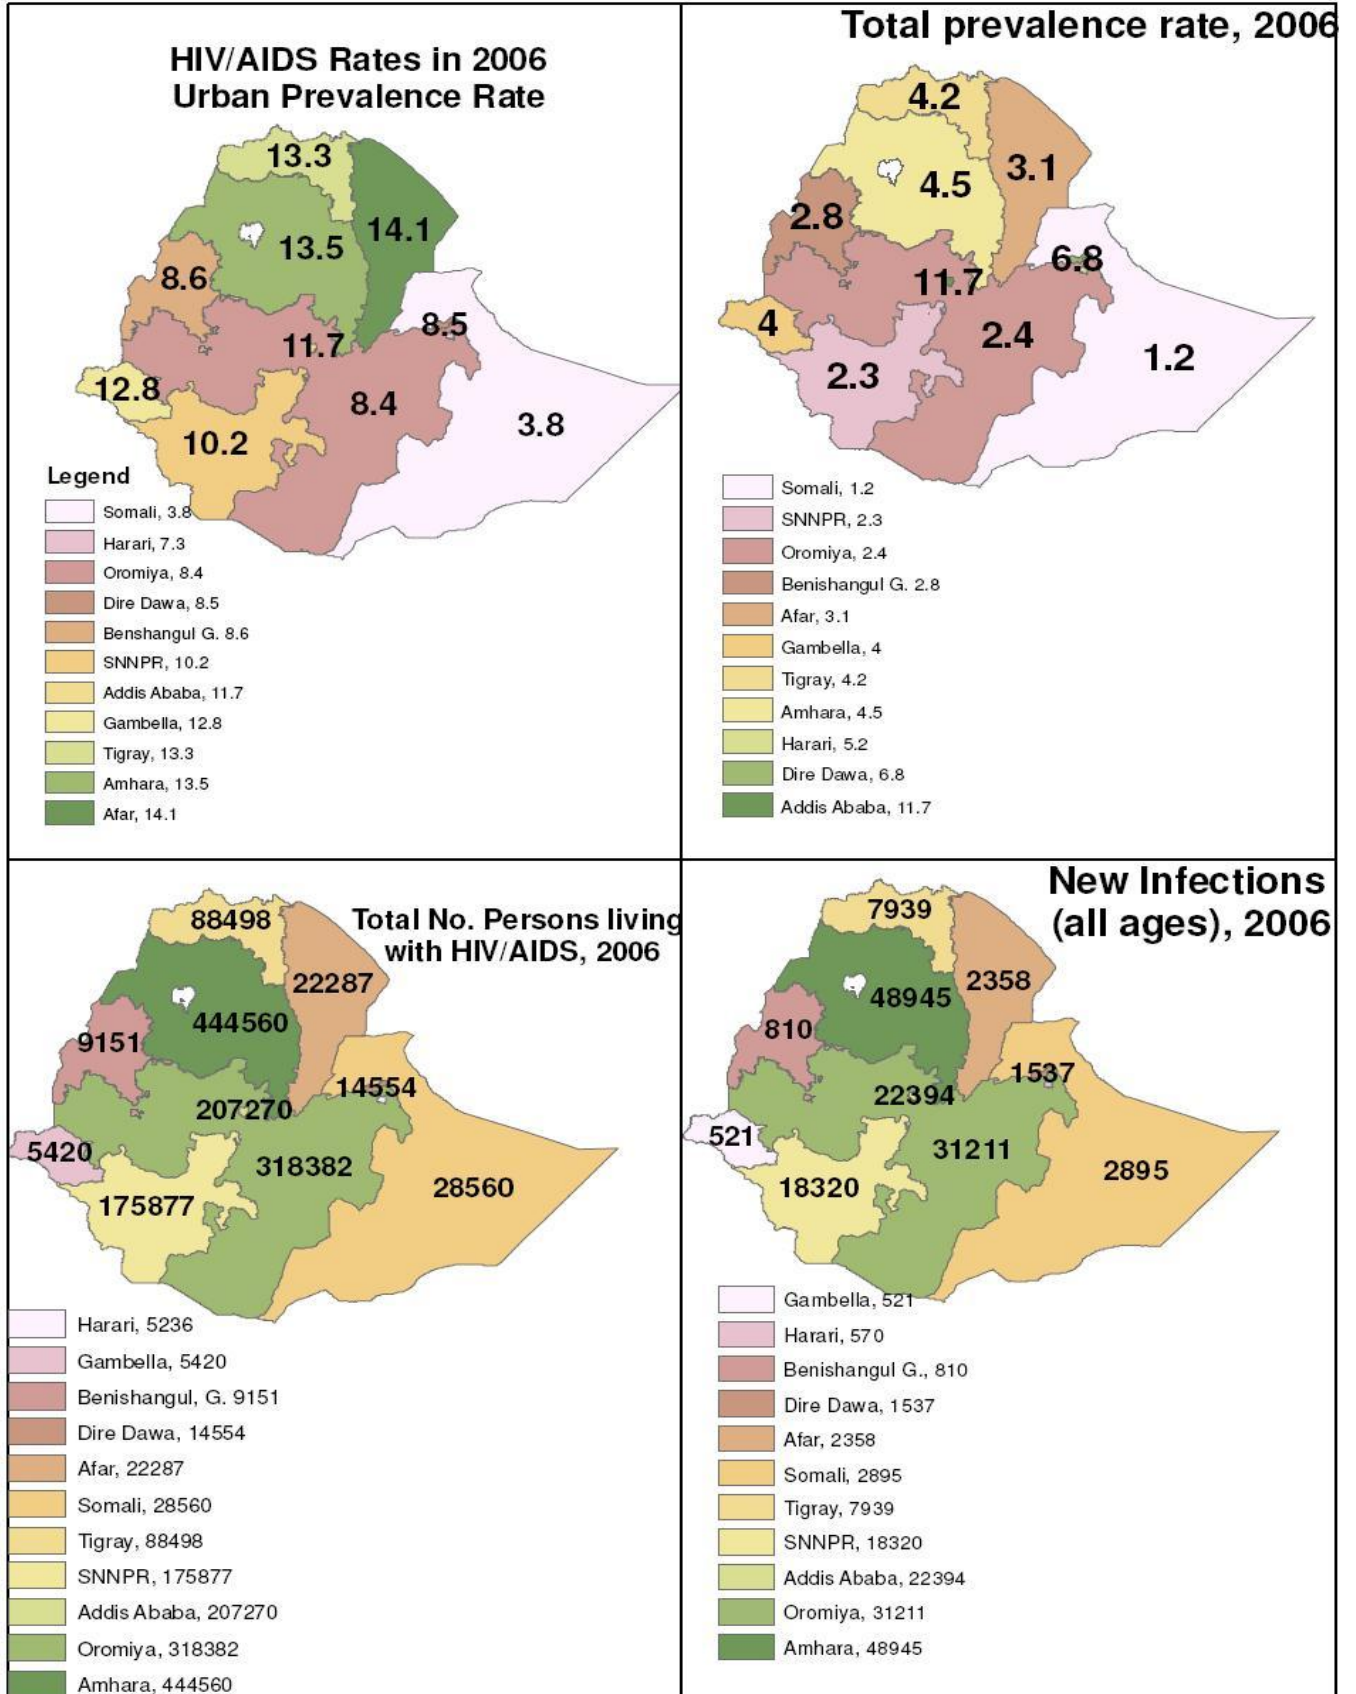 HIV/AIDS Rates in 2006
Urban Prevalence Rate
13.3
14.1
13.5
8.6
8.5
11.7
12.8
8.4
3.8
10.2
Legend
Somali, 3.8
Harari, 7.3
Oromiya, 8.4
Dire Dawa, 8.5
Benshangul G. 8.6
SNNPR, 10.2
Addis Ababa, 11.7
Gambella, 12.8
Tigray, 13.3
Amhara, 13.5
Afar, 14.1
Total prevalence rate, 2006
4.2
3.1
4.5
2.8
6.8
11.7
4
2.4
1.2
2.3
Somali, 1.2
SNNPR, 2.3
Oromiya, 2.4
Benishangul G. 2.8
Afar, 3.1
Gambella, 4
Tigray, 4.2
Amhara, 4.5
Harari, 5.2
Dire Dawa, 6.8
Addis Ababa, 11.7
Total No. Persons living
with HIV/AIDS, 2006
88498
22287
444560
9151
14554
207270
5420
318382
28560
175877
Harari, 5236
Gambella, 5420
Benishangul, G. 9151
Dire Dawa, 14554
Afar, 22287
Somali, 28560
Tigray, 88498
SNNPR, 175877
Addis Ababa, 207270
Oromiya, 318382
Amhara, 444560
New Infections
(all ages), 2006
7939
2358
48945
810
1537
22394
521
31211
2895
18320
Gambella, 521
Harari, 570
Benishangul G., 810
Dire Dawa, 1537
Afar, 2358
Somali, 2895
Tigray, 7939
SNNPR, 18320
Addis Ababa, 22394
Oromiya, 31211
Amhara, 48945